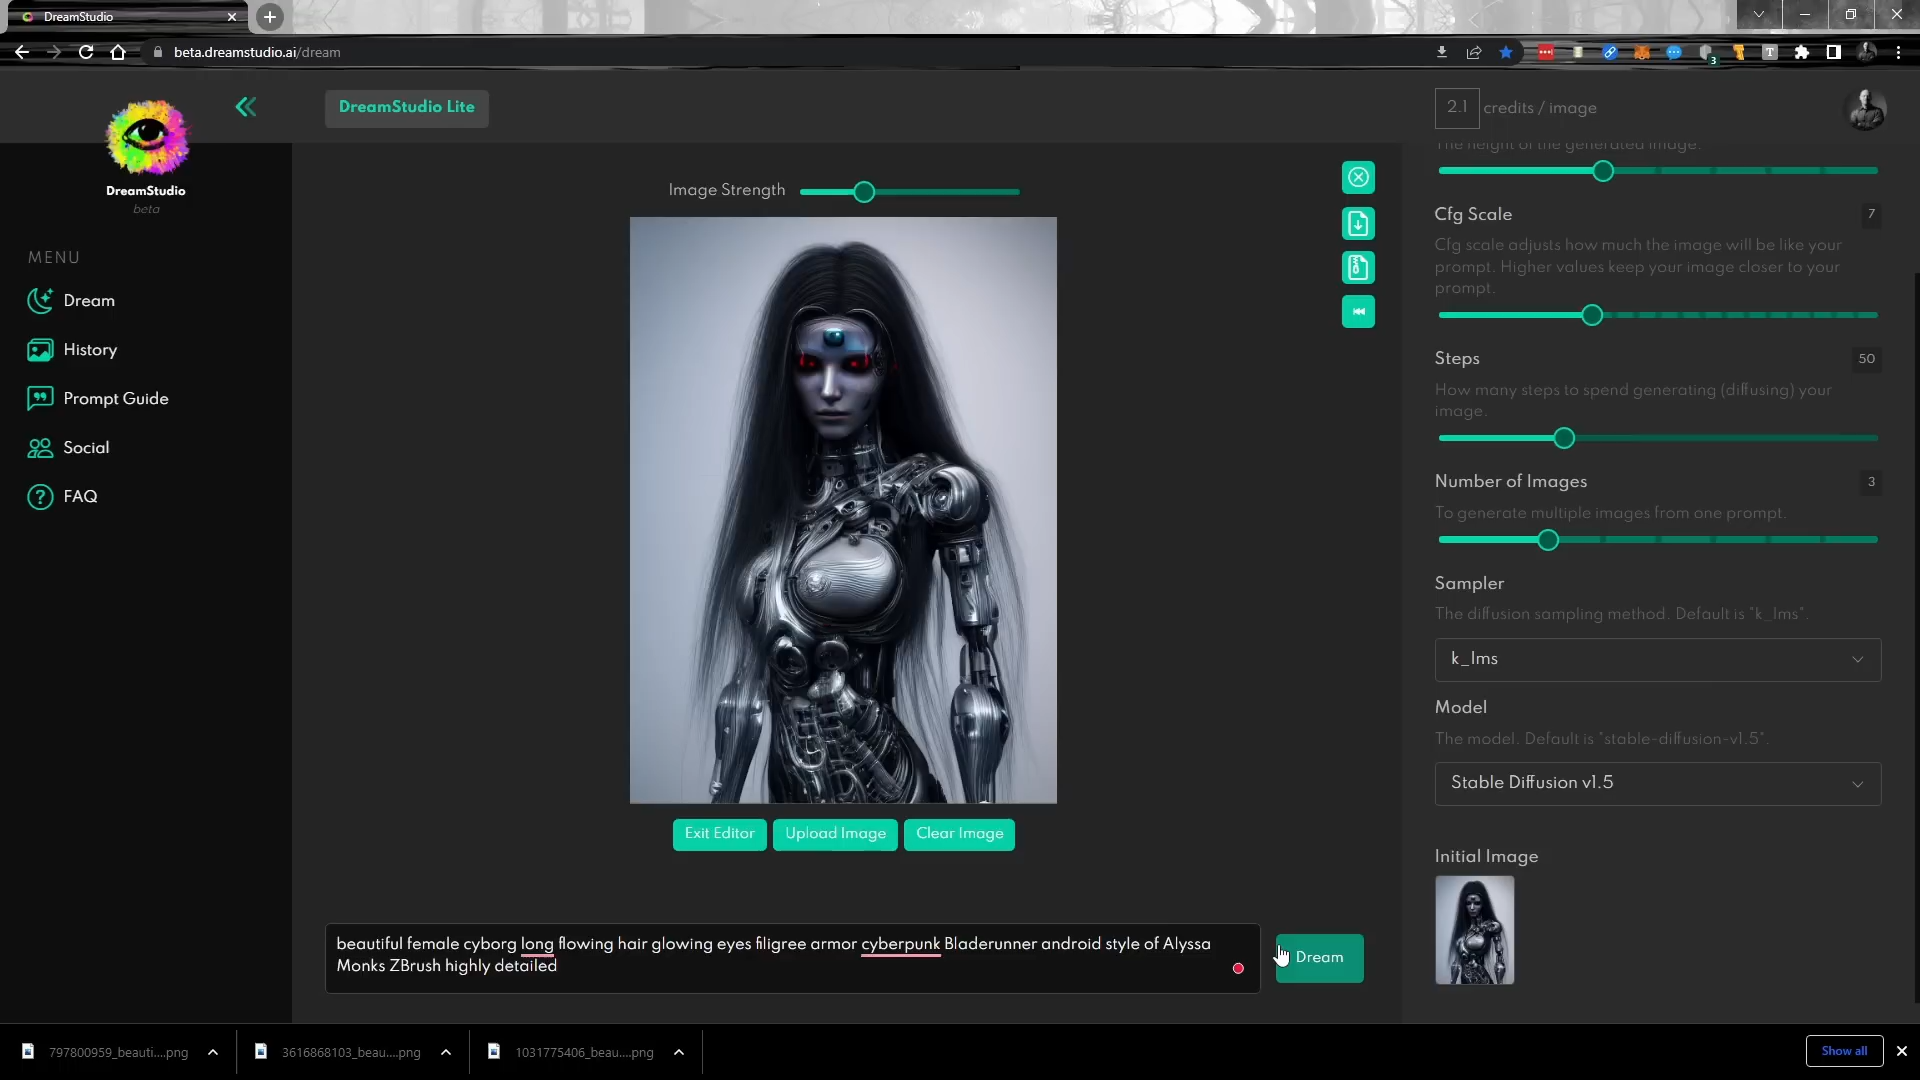 DreamStudio
beta.dreamstudio.ai/dream
3
T
DreamStudio
beta
DreamStudio Lite
2.1 credits / image
MENU
Dream
History
Prompt Guide
Social
FAQ
Image Strength
Exit Editor
Upload Image
Clear Image
beautiful female cyborg long flowing hair glowing eyes filigree armor cyberpunk Bladerunner android style of Alyssa
Monks ZBrush highly detailed
Dream
The height of the generated image.
Cfg Scale
7
Cfg scale adjusts how much the image will be like your
prompt. Higher values keep your image closer to your
prompt.
Steps
50
How many steps to spend generating (diffusing) your
image.
Number of Images
3
To generate multiple images from one prompt.
Sampler
The diffusion sampling method. Default is "k_lms".
k_lms
Model
The model. Default is "stable-diffusion-v1.5".
Stable Diffusion v1.5
Initial Image
797800959_beauti....png
3616868103_beau....png
1031775406_beau....png
Show all